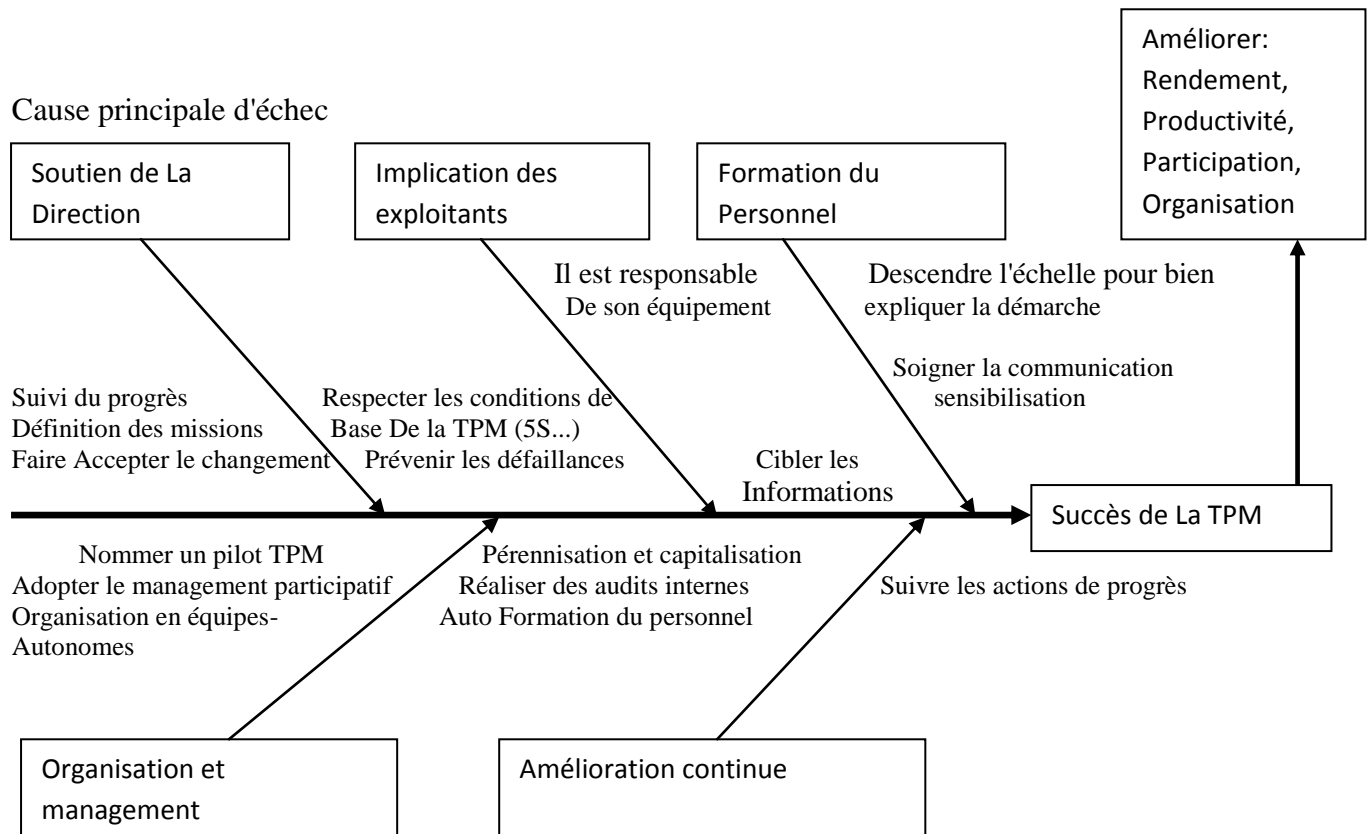 Améliorer:
Rendement,
Productivité,
Participation,
Organisation
Cause principale d'échec
Soutien de La
Direction
Implication des
exploitants
Formation du
Personnel
Il est responsable
De son équipement
Descendre l'échelle pour bien
expliquer la démarche
Soigner la communication
sensibilisation
Suivi du progrès
Définition des missions
Faire Accepter le changement
Respecter les conditions de
Base De la TPM (5S...)
Prévenir les défaillances
Cibler les
Informations
Succès de La TPM
Nommer un pilot TPM
Adopter le management participatif
Organisation en équipes-
Autonomes
Pérennisation et capitalisation
Réaliser des audits internes
Auto Formation du personnel
Suivre les actions de progrès
Organisation et
management
Amélioration continue